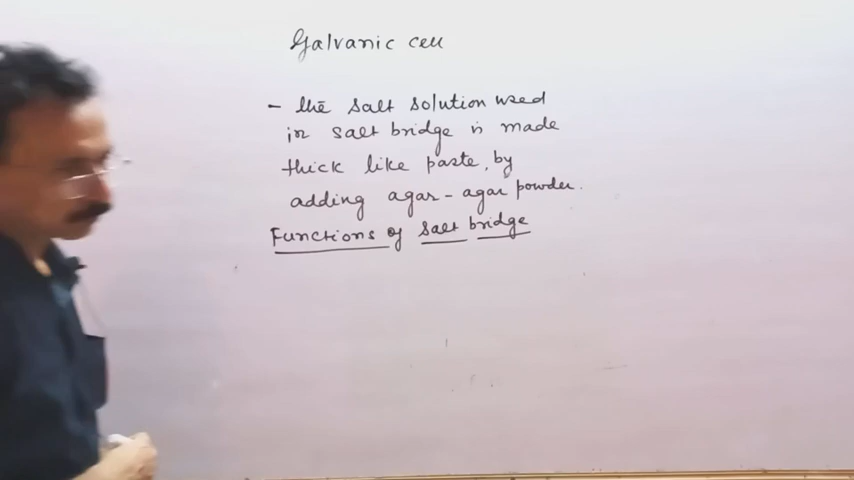 Galvanic cell
- the salt solution used
in salt bridge is made
thick like paste, by
adding agar-agar powder.
Functions of salt bridge